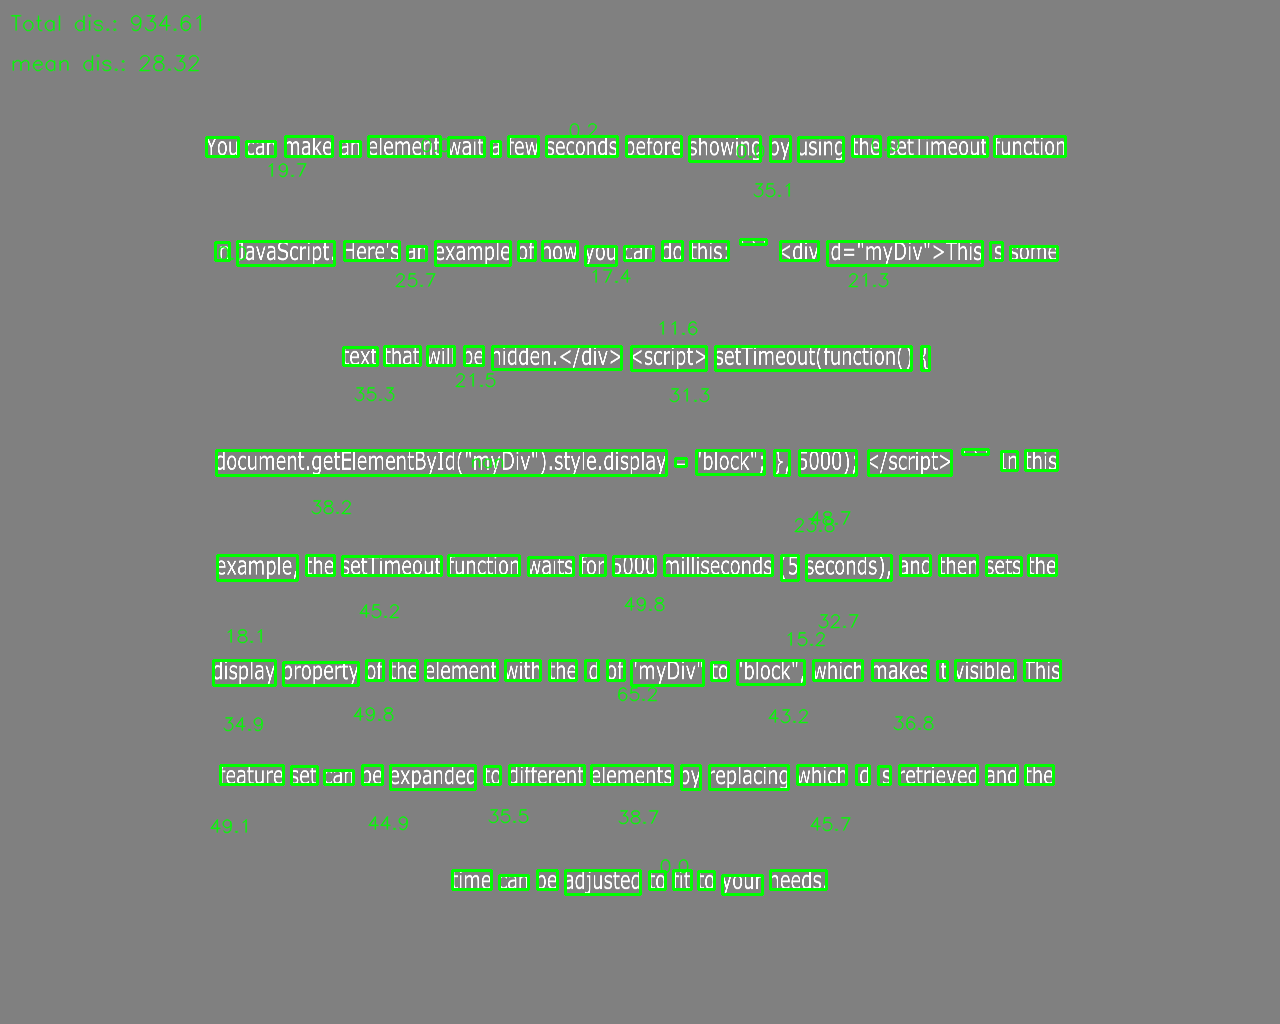 Total dis.: 934.61
mean dis.: 28.32
0.2
You can make an element wait a few seconds before showing by using the setTimeout function
19.7
35.1
in JavaScript. Here's an example of how you can do this: ``` <div id="myDiv">This is some
25.7 17.4 21.3
11.6
text that will be hidden.</div> <script> setTimeout(function() {
35.3 21.5 31.3
document.getElementById("myDiv").style.display = "block"; }, 5000); </script> ``` In this
38.2 48.7
example, the setTimeout function waits for 5000 milliseconds (5 seconds), and then sets the
45.2 49.8 32.7
18.1 15.2
display property of the element with the id of "myDiv" to "block", which makes it visible. This
65.2
34.9 49.8 43.2 36.8
feature set can be expanded to different elements by replacing which id is retrieved and the
49.1 44.9 35.5 38.7 45.7
0.0
time can be adjusted to fit to your needs.